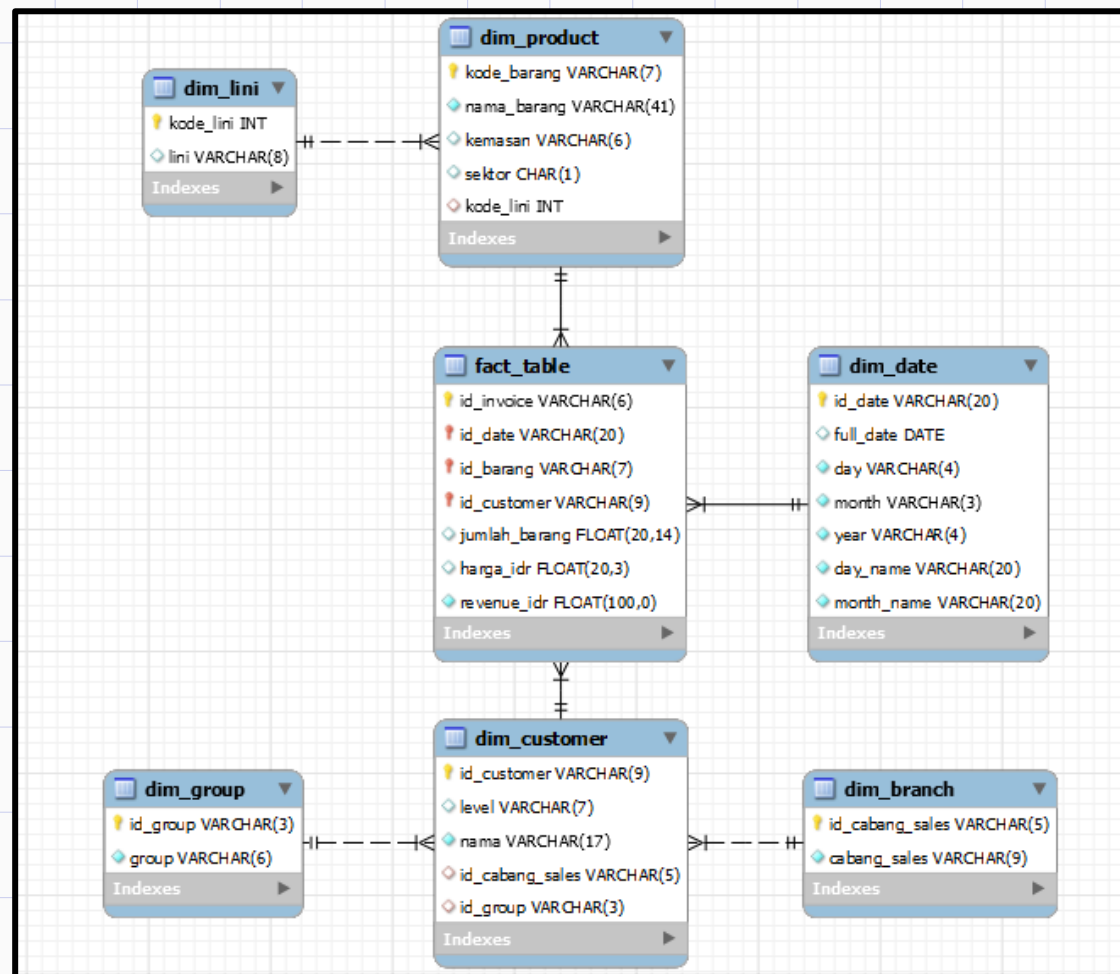 dim_product
kode_barang VARCHAR(7)
nama_barang VARCHAR(41)
kemasan VARCHAR(6)
sektor CHAR(1)
kode_lini INT
Indexes
dim_lini
kode_lini INT
lini VARCHAR(8)
Indexes
fact_table
id_invoice VARCHAR(6)
id_date VARCHAR(20)
id_barang VARCHAR(7)
id_customer VARCHAR(9)
jumlah_barang FLOAT(20,14)
harga_idr FLOAT(20,3)
revenue_idr FLOAT(100,0)
Indexes
dim_date
id_date VARCHAR(20)
full_date DATE
day VARCHAR(4)
month VARCHAR(3)
year VARCHAR(4)
day_name VARCHAR(20)
month_name VARCHAR(20)
Indexes
dim_customer
id_customer VARCHAR(9)
level VARCHAR(7)
nama VARCHAR(17)
id_cabang_sales VARCHAR(5)
id_group VARCHAR(3)
Indexes
dim_group
id_group VARCHAR(3)
group VARCHAR(6)
Indexes
dim_branch
id_cabang_sales VARCHAR(5)
cabang_sales VARCHAR(9)
Indexes